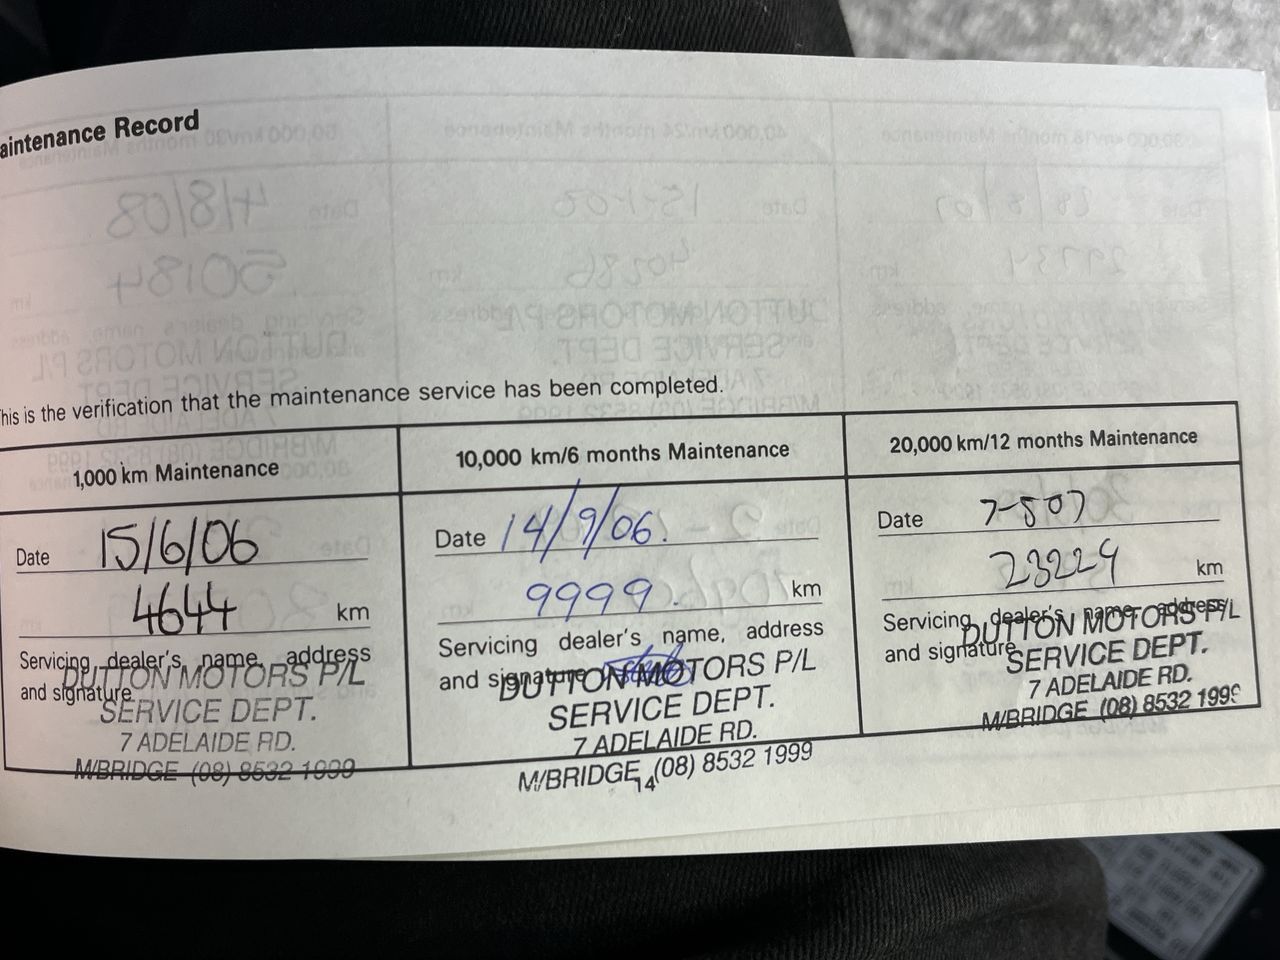 aintenance Record
his is the verification that the maintenance service has been completed.
1,000 km Maintenance
Date 15/6/06
4644 km
Servicing dealer's name, address
and signature
DUTTON MOTORS P/L
SERVICE DEPT.
7 ADELAIDE RD.
M/BRIDGE (08) 8532 1999
10,000 km/6 months Maintenance
Date 14/9/06.
9999. km
Servicing dealer's name, address
and signature
DUTTON MOTORS P/L
SERVICE DEPT.
7 ADELAIDE RD.
M/BRIDGE (08) 8532 1999
20,000 km/12 months Maintenance
Date 7-507
23229 km
Servicing dealer's name, address
and signature
DUTTON MOTORS P/L
SERVICE DEPT.
7 ADELAIDE RD.
M/BRIDGE (08) 8532 1999
14